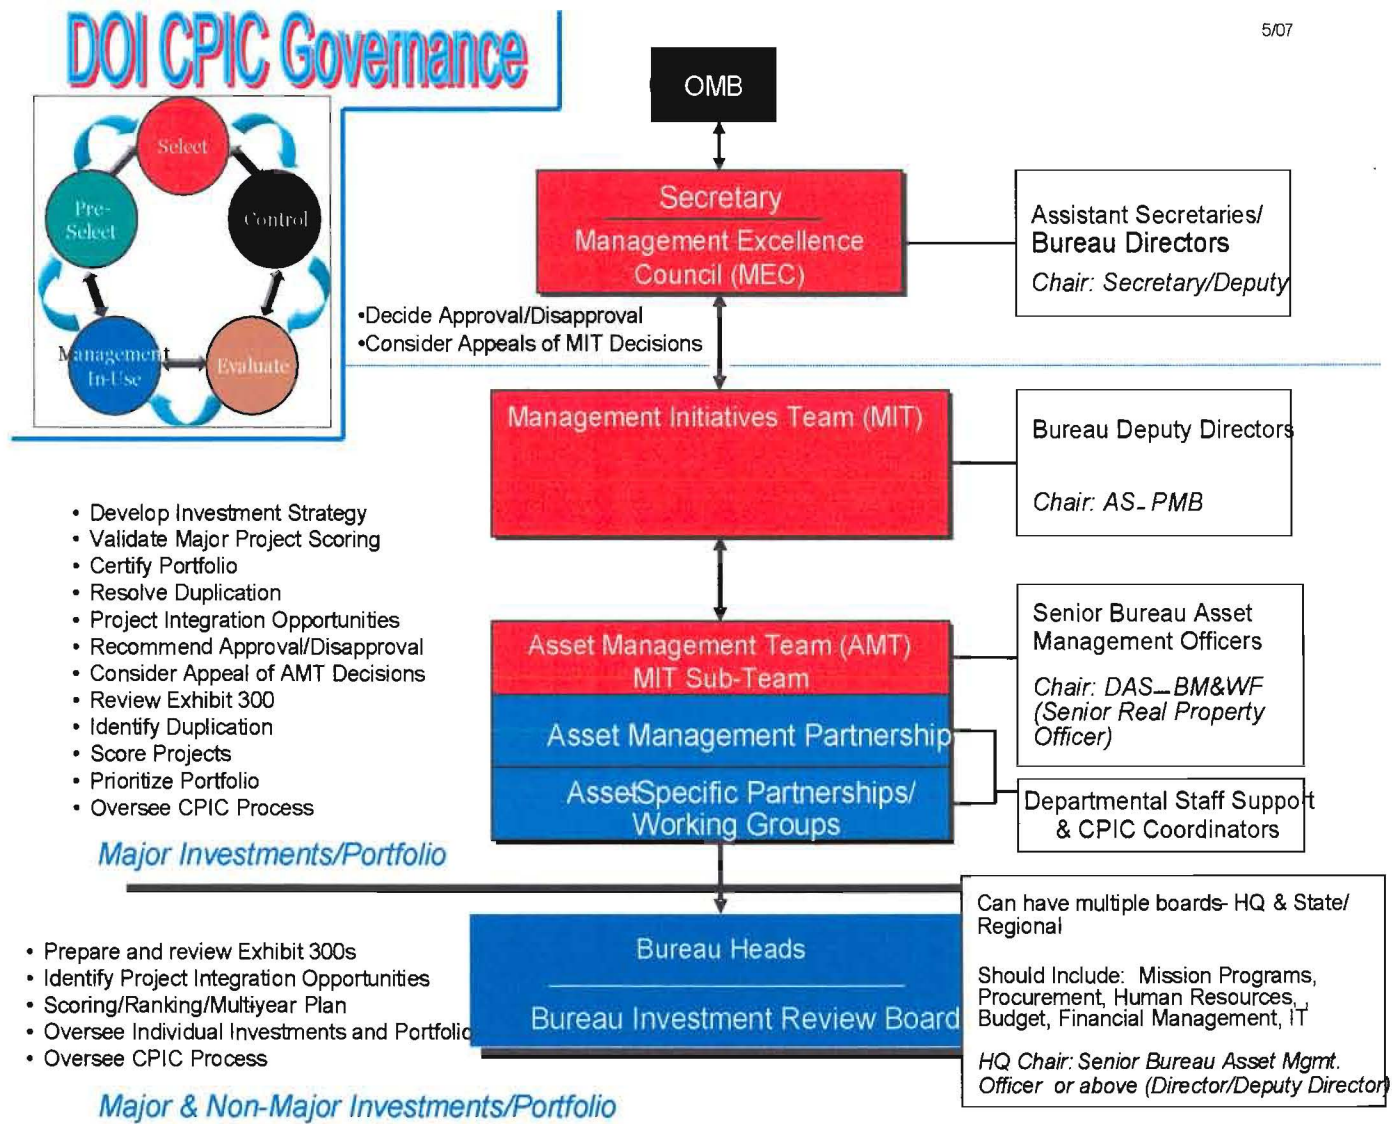 DOI CPIC Governance
5/07
OMB
Select
Pre-
Select
Control
Management
In-Use
Evaluate
Secretary
Management Excellence
Council (MEC)
Assistant Secretaries/
Bureau Directors
Chair: Secretary/Deputy
•Decide Approval/Disapproval
•Consider Appeals of MIT Decisions
Management Initiatives Team (MIT)
Bureau Deputy Directors
Chair: AS-PMB
• Develop Investment Strategy
• Validate Major Project Scoring
• Certify Portfolio
• Resolve Duplication
• Project Integration Opportunities
• Recommend Approval/Disapproval
• Consider Appeal of AMT Decisions
• Review Exhibit 300
• Identify Duplication
• Score Projects
• Prioritize Portfolio
• Oversee CPIC Process
Asset Management Team (AMT)
MIT Sub-Team
Asset Management Partnership
AssetSpecific Partnerships/
Working Groups
Senior Bureau Asset
Management Officers
Chair: DAS-BM&WF
(Senior Real Property
Officer)
Departmental Staff Support
& CPIC Coordinators
Major Investments/Portfolio
• Prepare and review Exhibit 300s
• Identify Project Integration Opportunities
• Scoring/Ranking/Multi-year Plan
• Oversee Individual Investments and Portfolio
• Oversee CPIC Process
Bureau Heads
Bureau Investment Review Board
Can have multiple boards- HQ & State/
Regional
Should Include: Mission Programs,
Procurement, Human Resources, ,
Budget, Financial Management, IT
HQ Chair: Senior Bureau Asset Mgmt.
Officer or above (Director/Deputy Director)
Major & Non-Major Investments/Portfolio